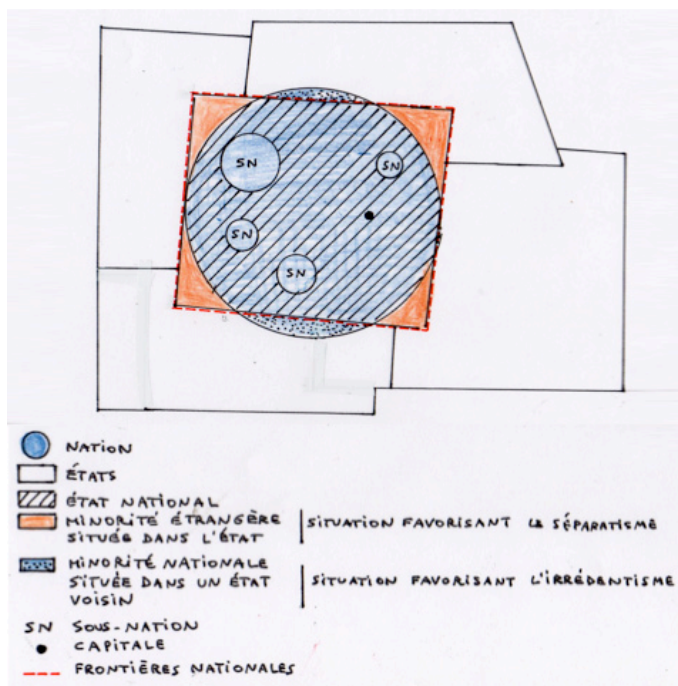 SN
SN
SN
SN
NATION
ÉTATS
ÉTAT NATIONAL
MINORITÉ ÉTRANGÈRE
SITUÉE DANS L'ÉTAT
SITUATION FAVORISANT LE SÉPARATISME
MINORITÉ NATIONALE
SITUÉE DANS UN ÉTAT
VOISIN
SITUATION FAVORISANT L'IRRÉDENTISME
SN SOUS-NATION
CAPITALE
FRONTIÈRES NATIONALES